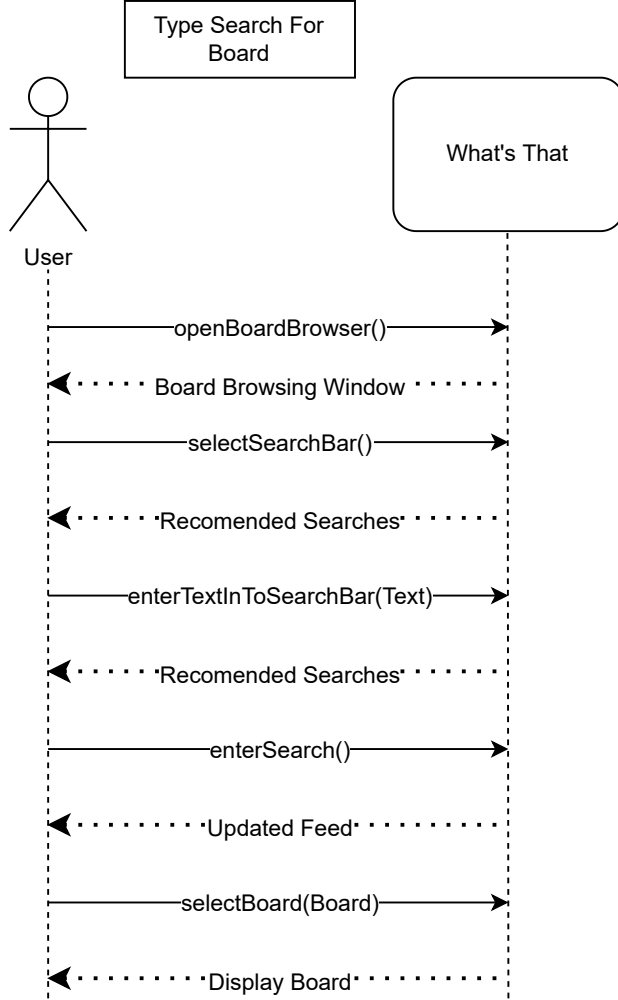 Type Search For
Board
What's That
User
openBoardBrowser()
Board Browsing Window
selectSearchBar()
Recomended Searches
enterTextInToSearchBar(Text)
Recomended Searches
enterSearch()
Updated Feed
selectBoard(Board)
Display Board